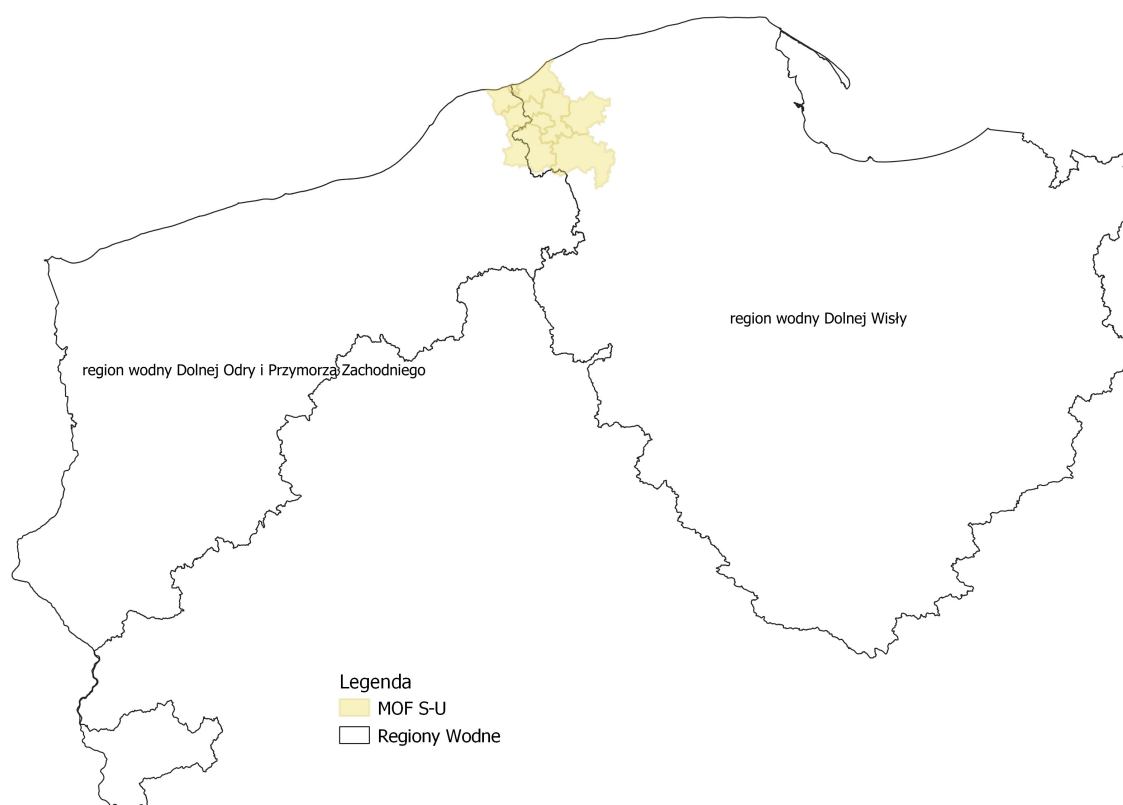 region wodny Dolnej Wisły
region wodny Dolnej Odry i Przymorza Zachodniego
Legenda
MOF S-U
Regiony Wodne